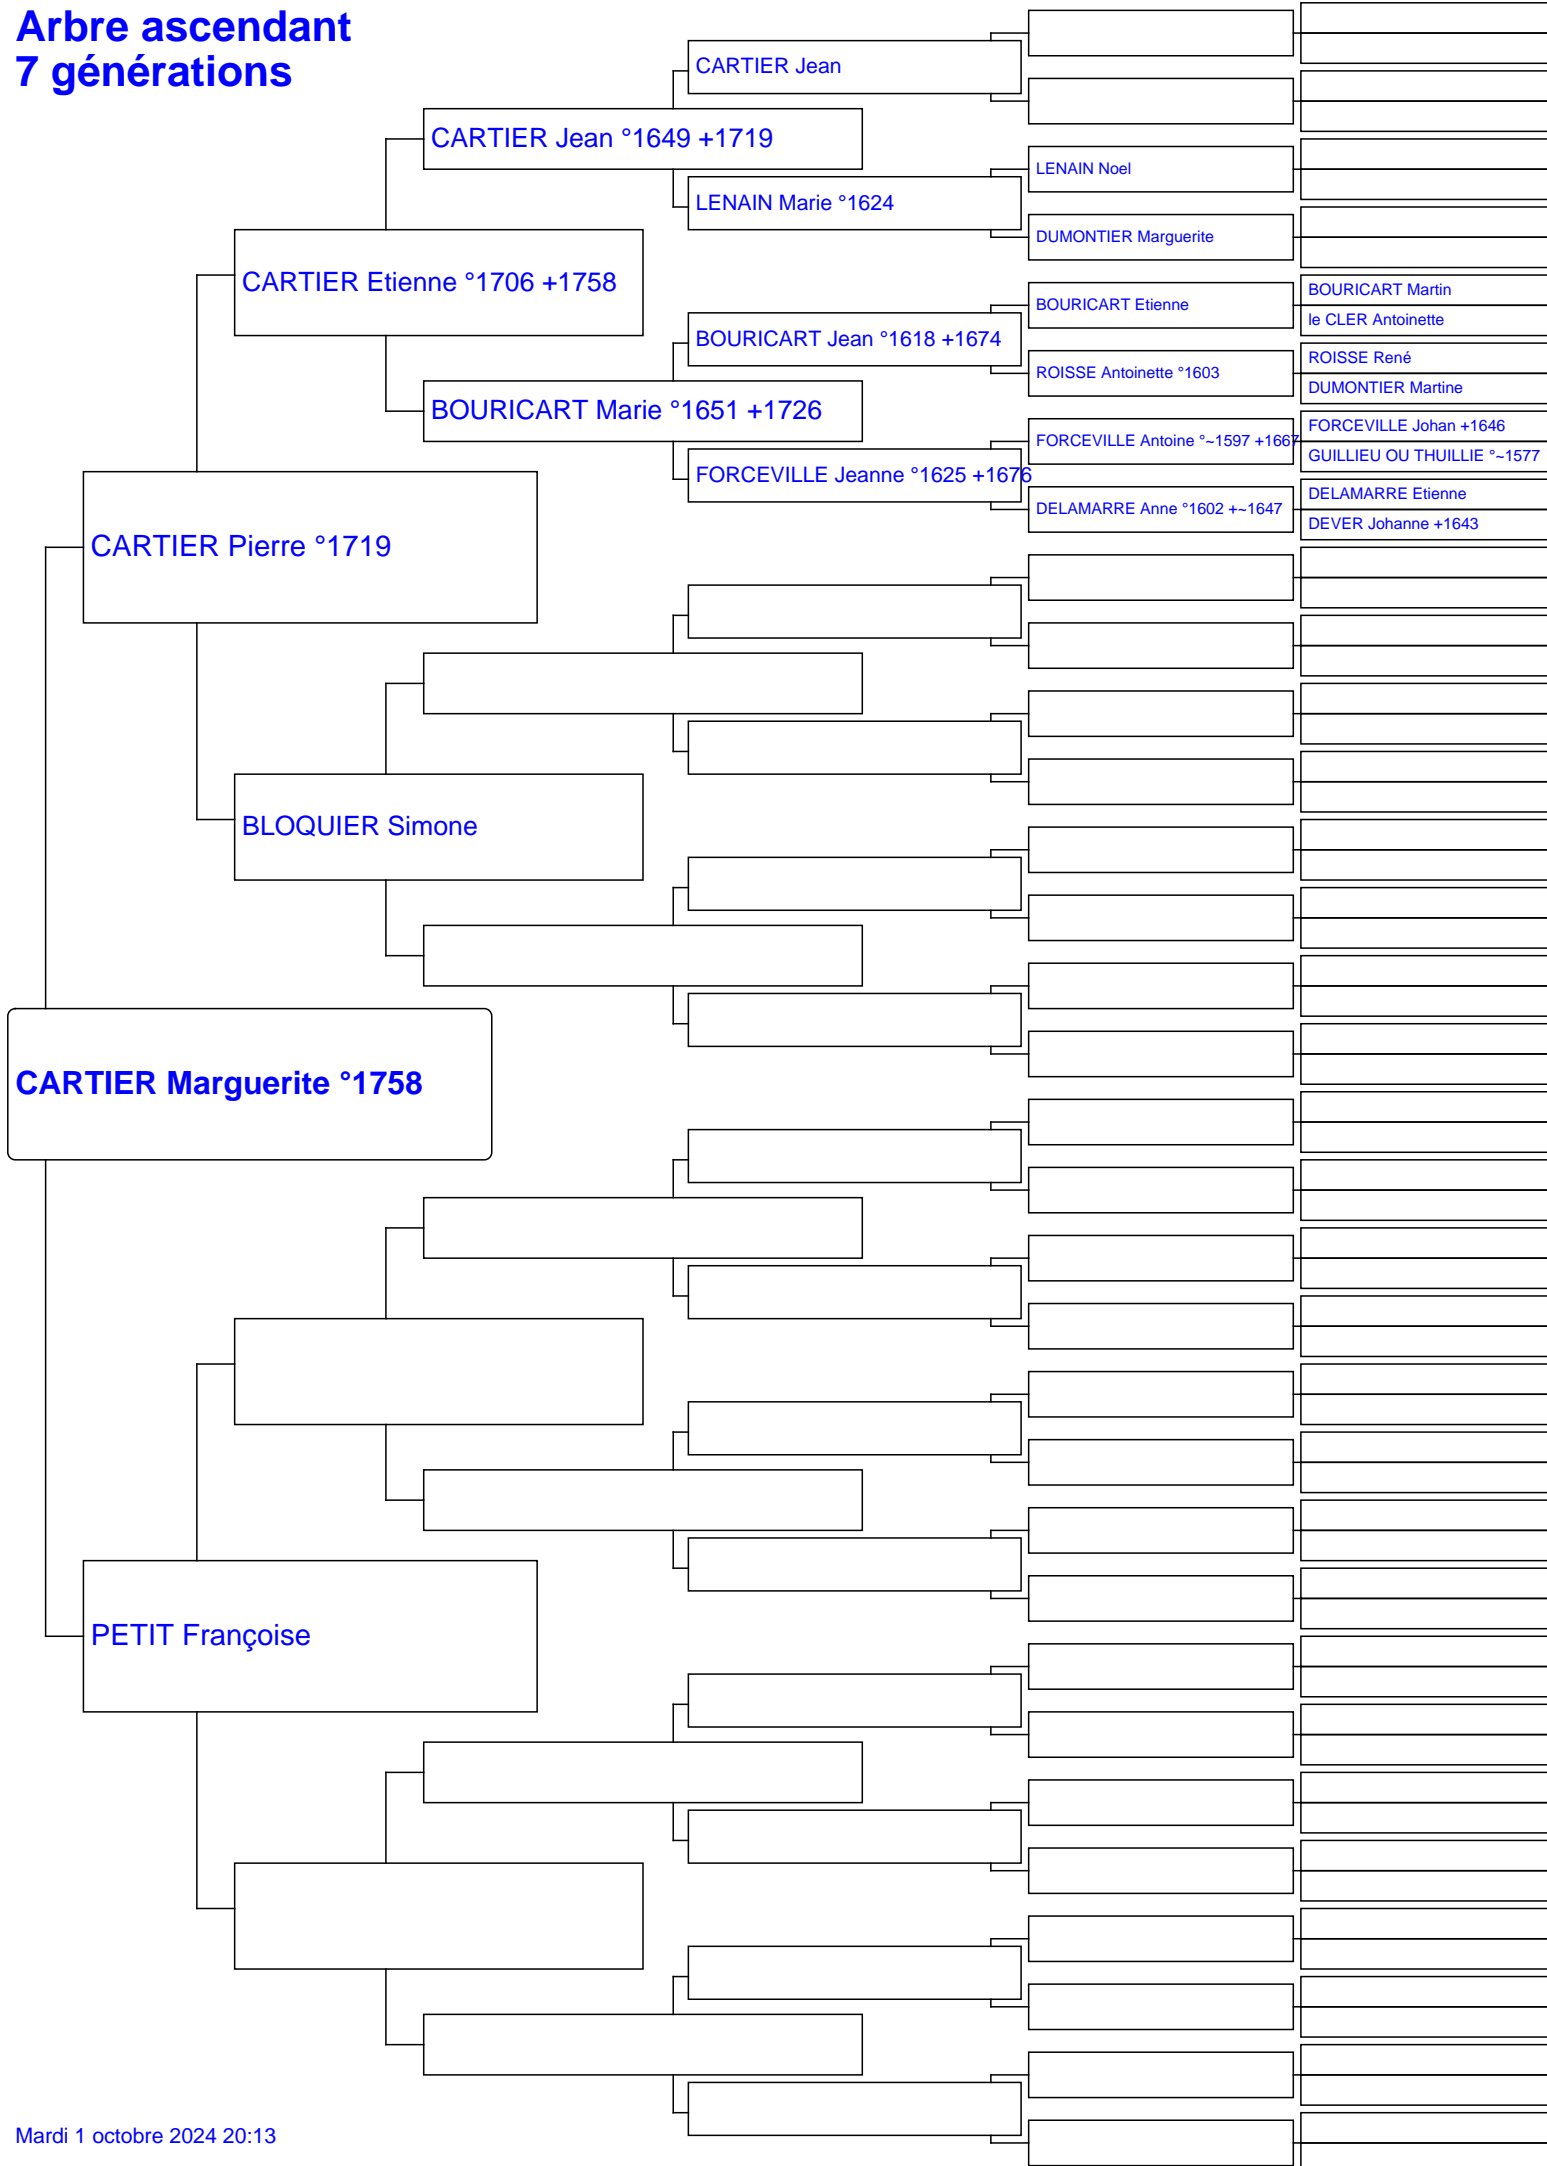 Arbre ascendant
7 générations
CARTIER Jean
CARTIER Jean °1649 +1719
LENAIN Noel
LENAIN Marie °1624
DUMONTIER Marguerite
CARTIER Etienne °1706 +1758
BOURICART Martin
BOURICART Etienne
le CLER Antoinette
BOURICART Jean °1618 +1674
ROISSE René
ROISSE Antoinette °1603
DUMONTIER Martine
BOURICART Marie °1651 +1726
FORCEVILLE Johan +1646
FORCEVILLE Antoine °~1597 +1667
GUILLIEU OU THUILLIE °~1577
FORCEVILLE Jeanne °1625 +1676
DELAMARRE Etienne
DELAMARRE Anne °1602 +~1647
DEVER Johanne +1643
CARTIER Pierre °1719
BLOQUIER Simone
CARTIER Marguerite °1758
PETIT Françoise
Mardi 1 octobre 2024 20:13